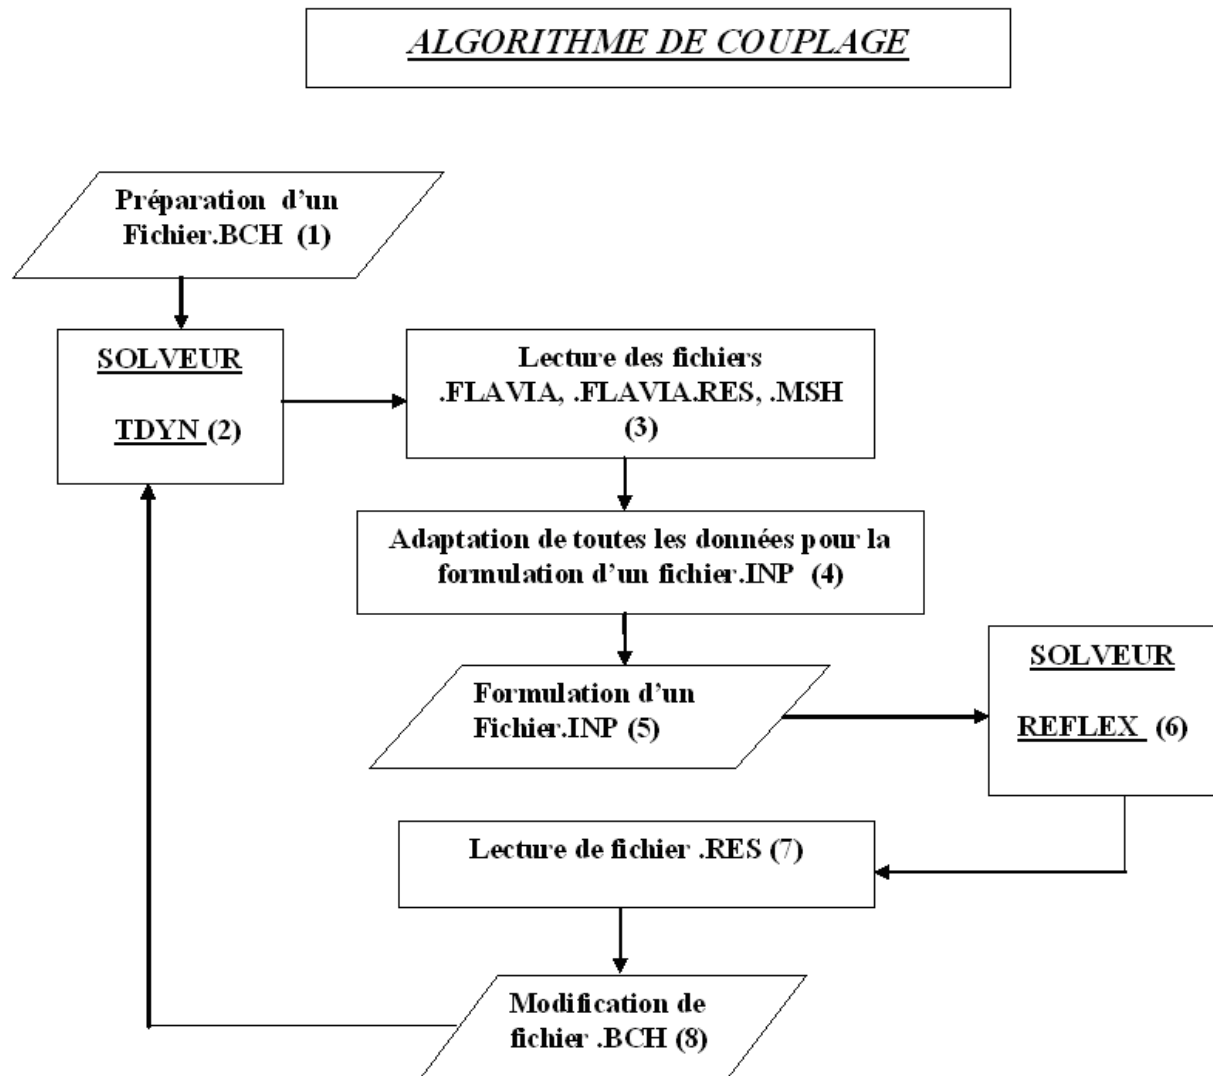 ALGORITHME DE COUPLAGE
Préparation d'un
Fichier.BCH (1)
SOLVEUR
TDYN (2)
Lecture des fichiers
.FLAVIA, .FLAVIA.RES, .MSH
(3)
Adaptation de toutes les données pour la
formulation d'un fichier.INP (4)
Formulation d'un
Fichier.INP (5)
SOLVEUR
REFLEX (6)
Lecture de fichier .RES (7)
Modification de
fichier .BCH (8)